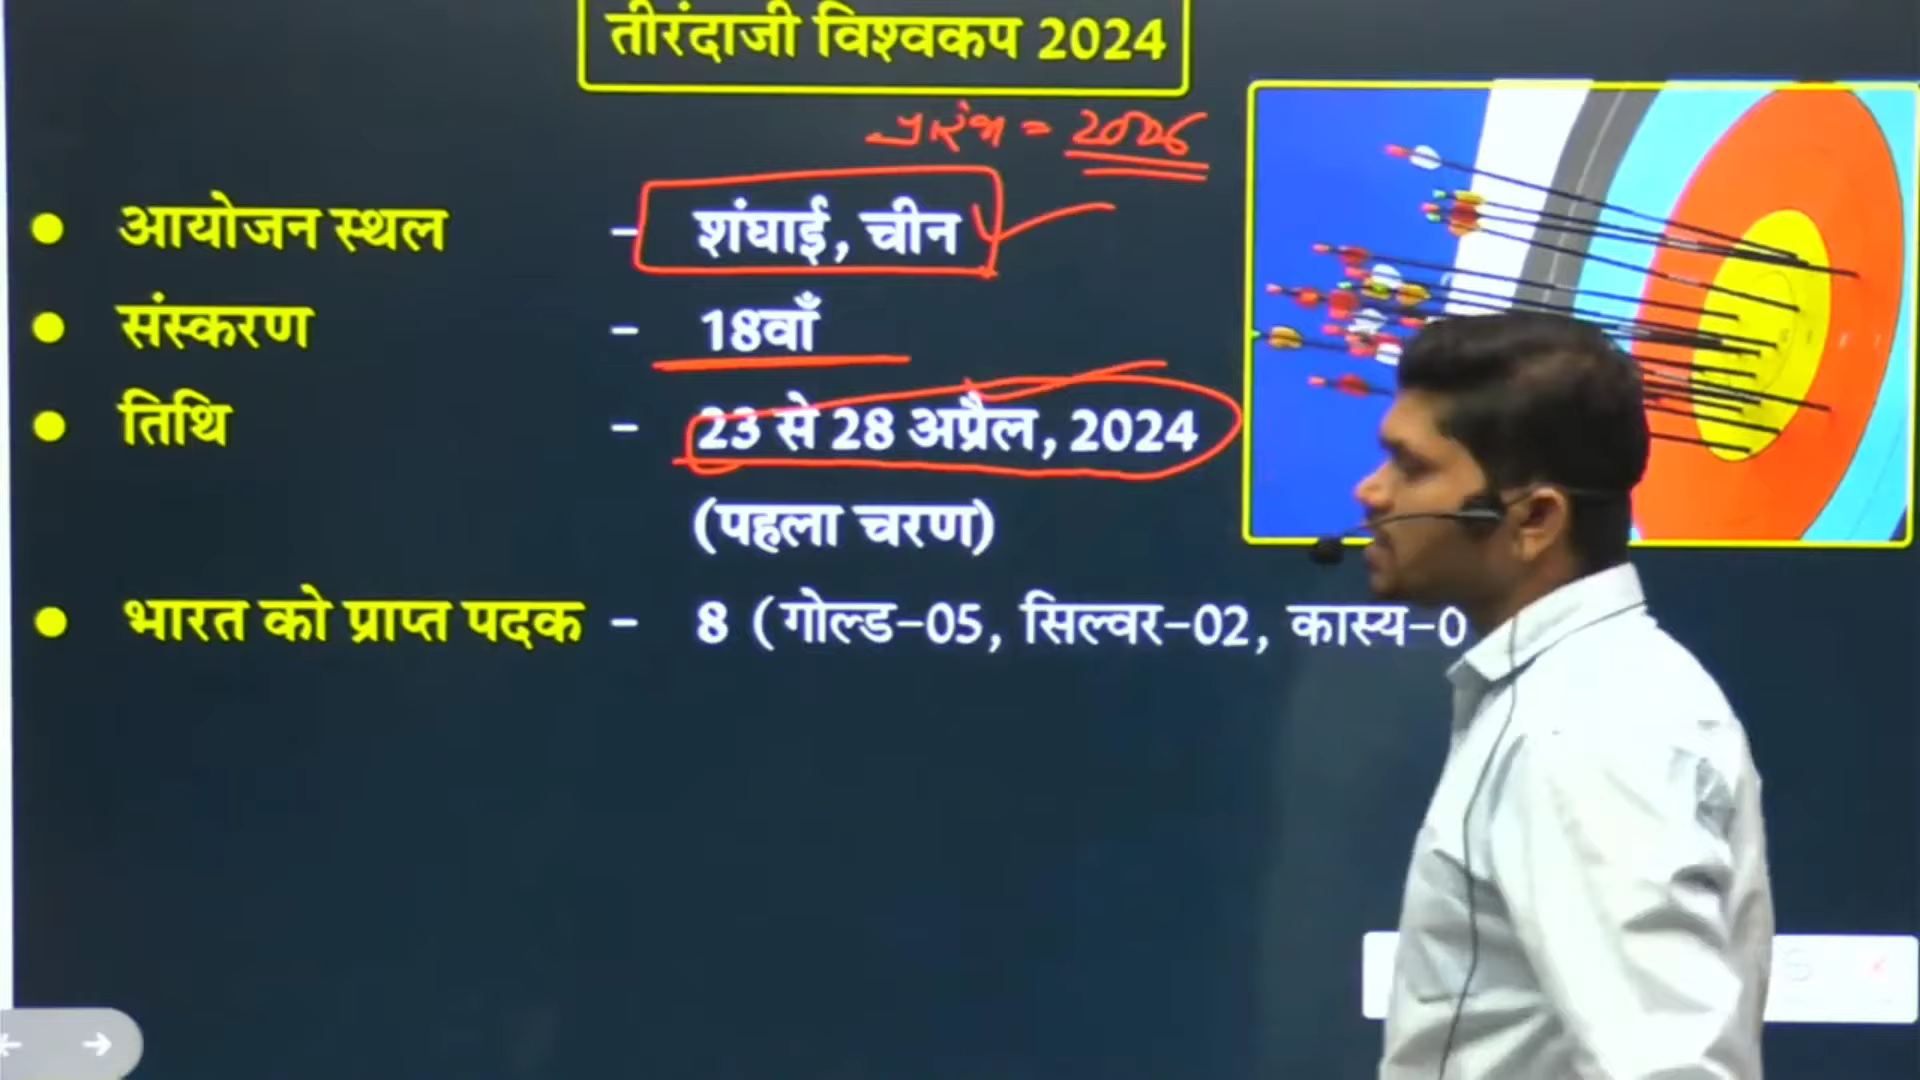 तीरंदाजी विश्वकप 2024
प्रारंभ = 2006
• आयोजन स्थल - शंघाई, चीन
• संस्करण - 18वाँ
• तिथि - 23 से 28 अप्रैल, 2024
(पहला चरण)
• भारत को प्राप्त पदक - 8 (गोल्ड-05, सिल्वर-02, कास्य-0